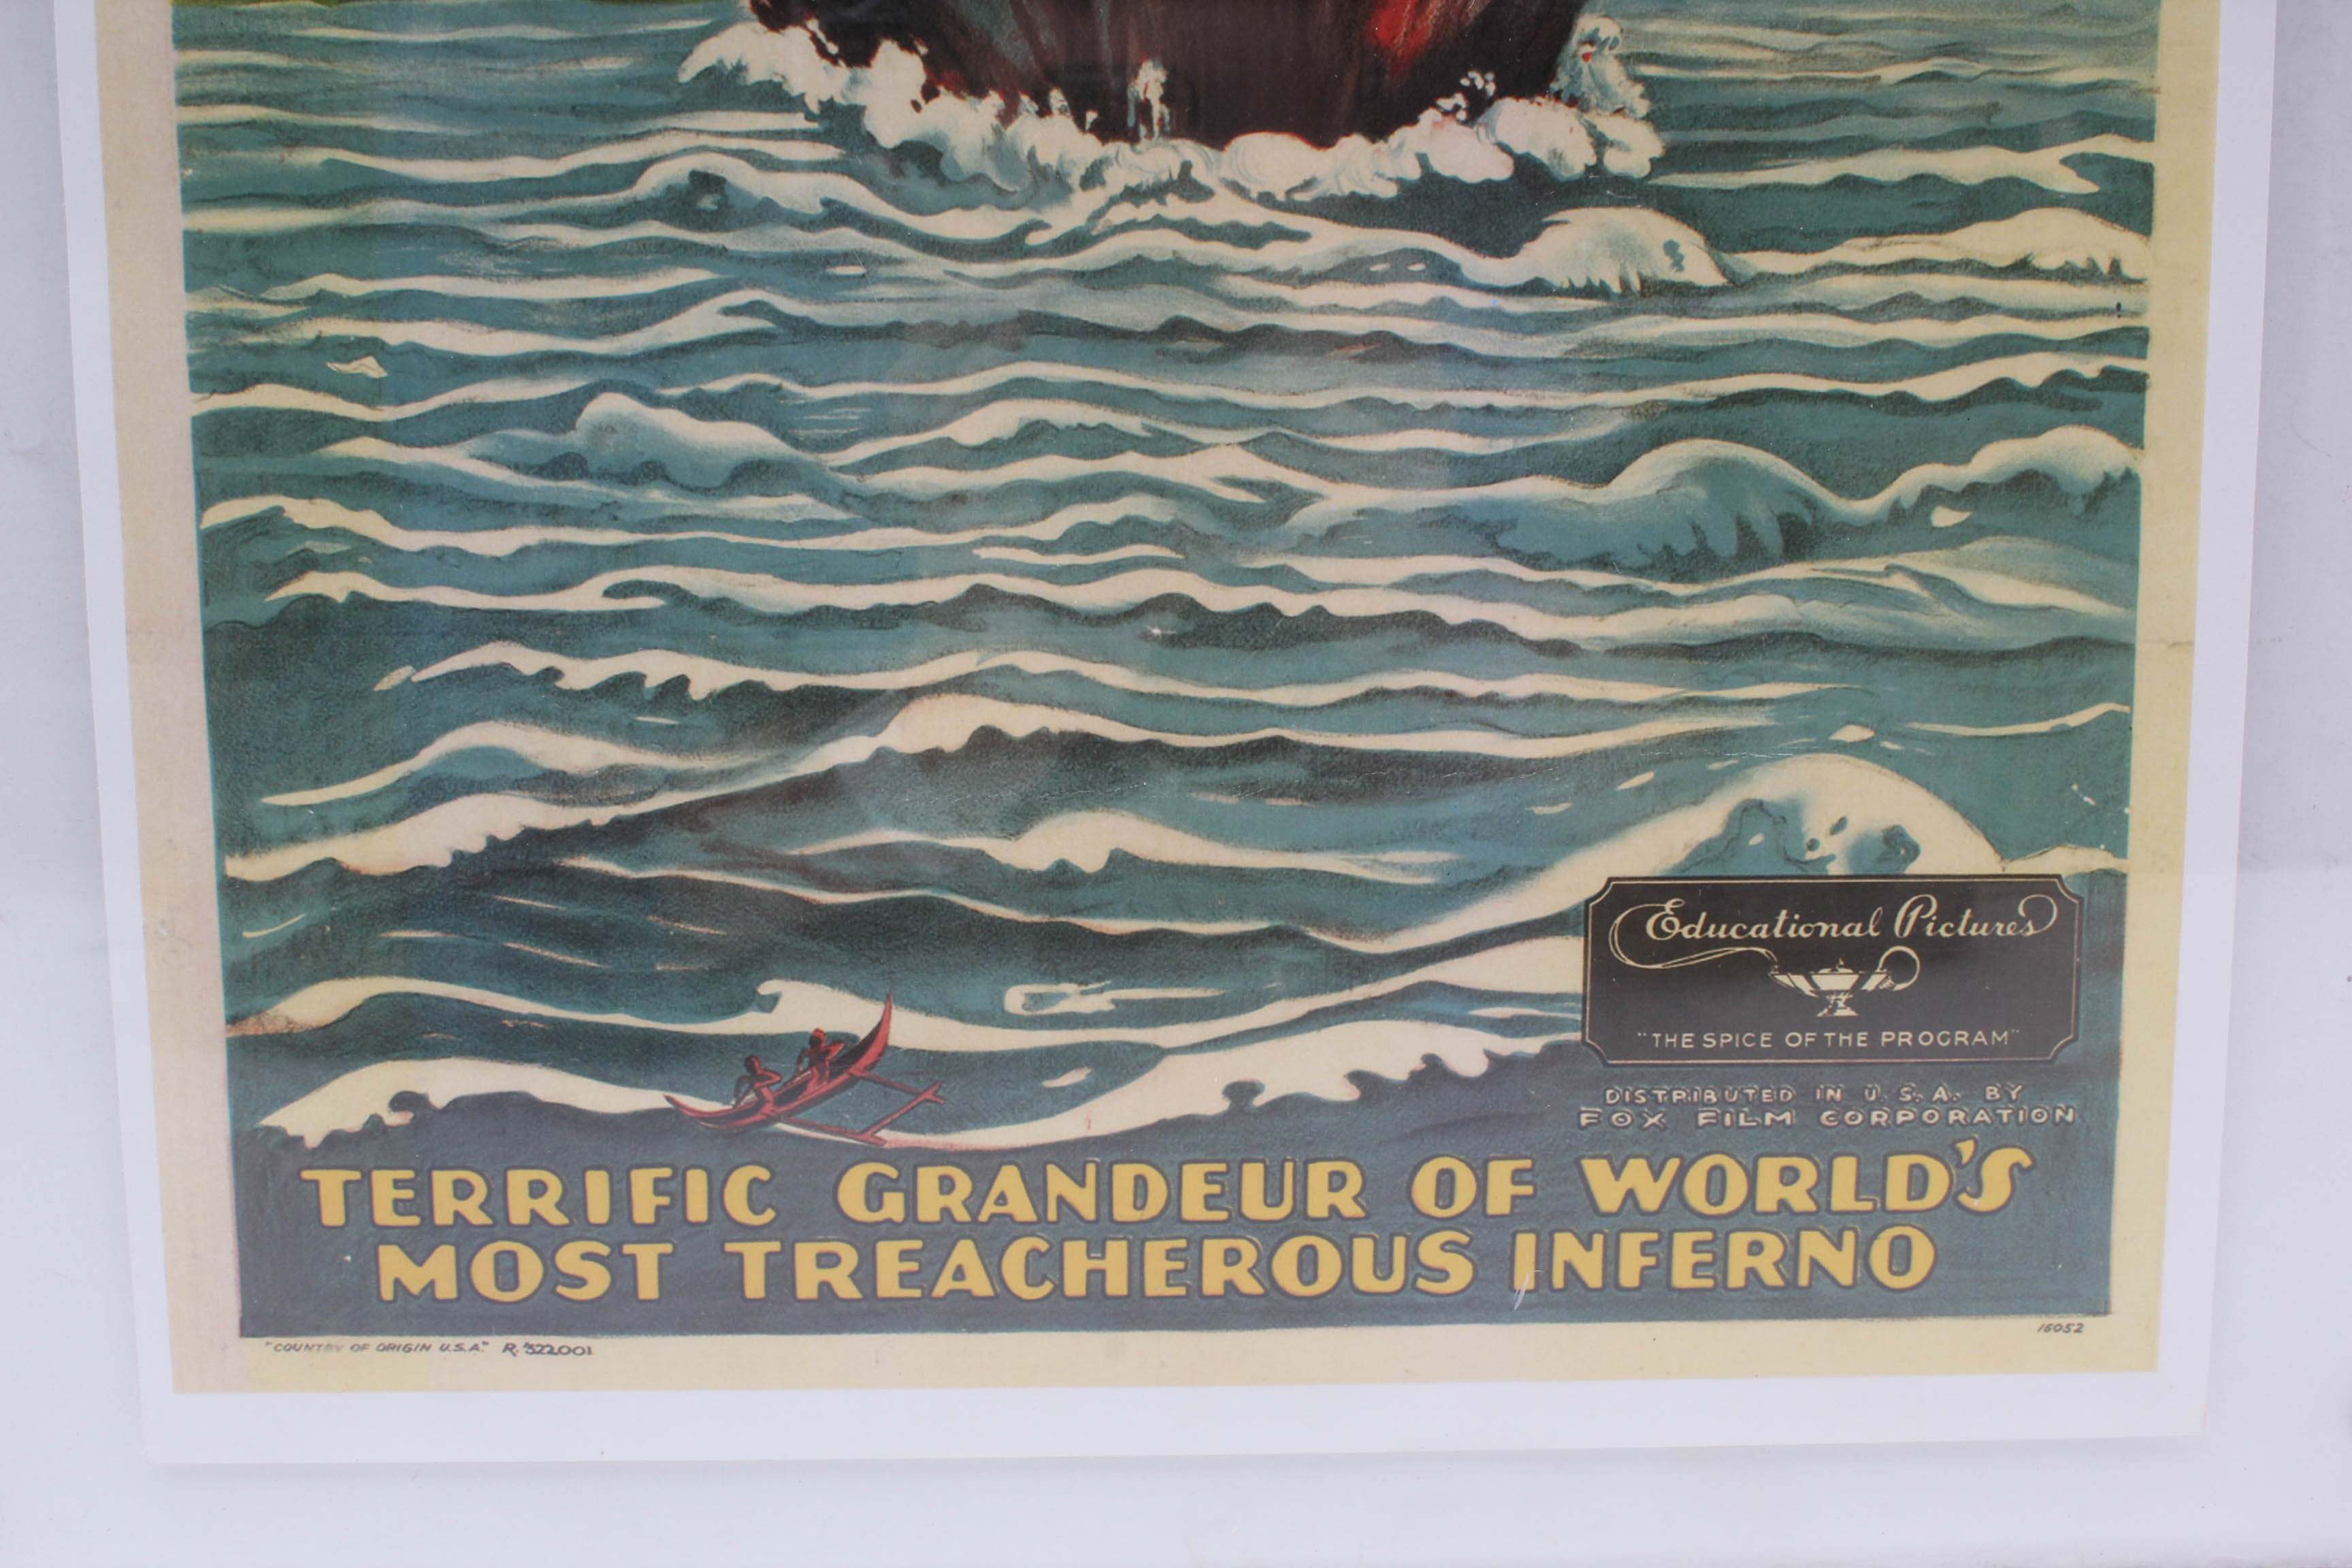 Educational Pictures
"THE SPICE OF THE PROGRAM"
DISTRIBUTED IN U.S.A. BY
FOX FILM CORPORATION
TERRIFIC GRANDEUR OF WORLD'S
MOST TREACHEROUS INFERNO
"COUNTRY OF ORIGIN U.S.A." R-322001
16052